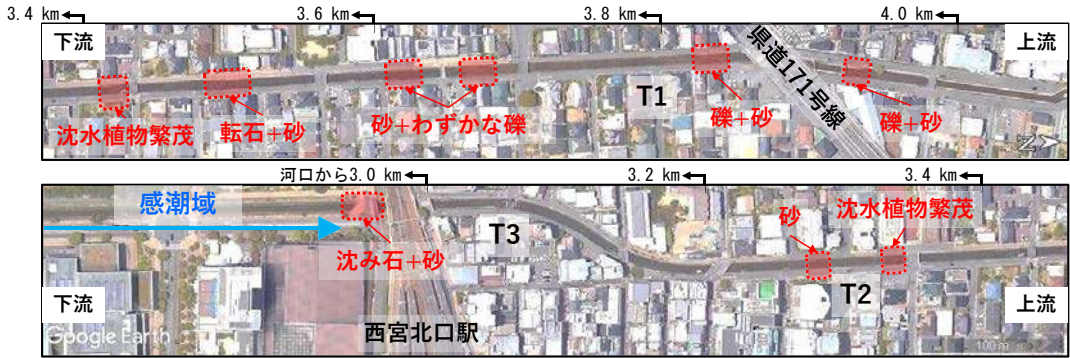 3.4 km
3.6 km
3.8 km
4.0 km
下流
上流
県道171号線
T1
沈水植物繁茂
転石+砂
砂+わずかな礫
礫+砂
礫+砂
Z
河口から3.0 km
3.2 km
3.4 km
感潮域
T3
砂
沈水植物繁茂
沈み石+砂
T2
下流
上流
西宮北口駅
Google Earth
100 m